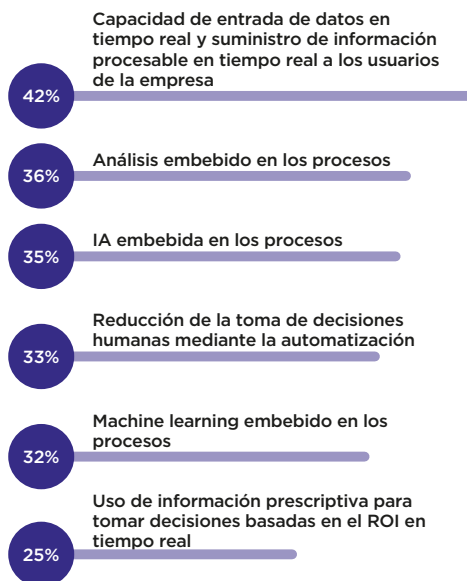 Capacidad de entrada de datos en
tiempo real y suministro de información
procesable en tiempo real a los usuarios
de la empresa
42%
Análisis embebido en los procesos
36%
IA embebida en los procesos
35%
Reducción de la toma de decisiones
humanas mediante la automatización
33%
Machine learning embebido en los
procesos
32%
Uso de información prescriptiva para
tomar decisiones basadas en el ROI en
tiempo real
25%